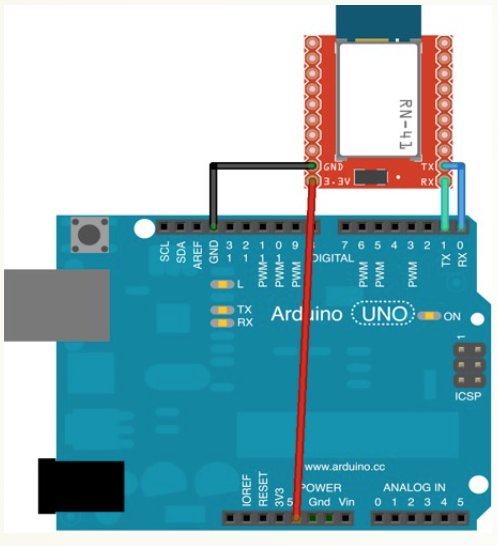 RN-41
GND TX
3.3V RX
SCL
SDA
AREF
GND
13
12
PWM 11
PWM 10
PWM 9
8
DIGITAL
7
PWM 6
PWM 5
4
PWM 3
2
TX 1
RX 0
L
TX
RX
Arduino UNO
ON
1
ICSP
www.arduino.cc
POWER
ANALOG IN
IOREF
RESET
3V3
5
Gnd
Vin
0 1 2 3 4 5